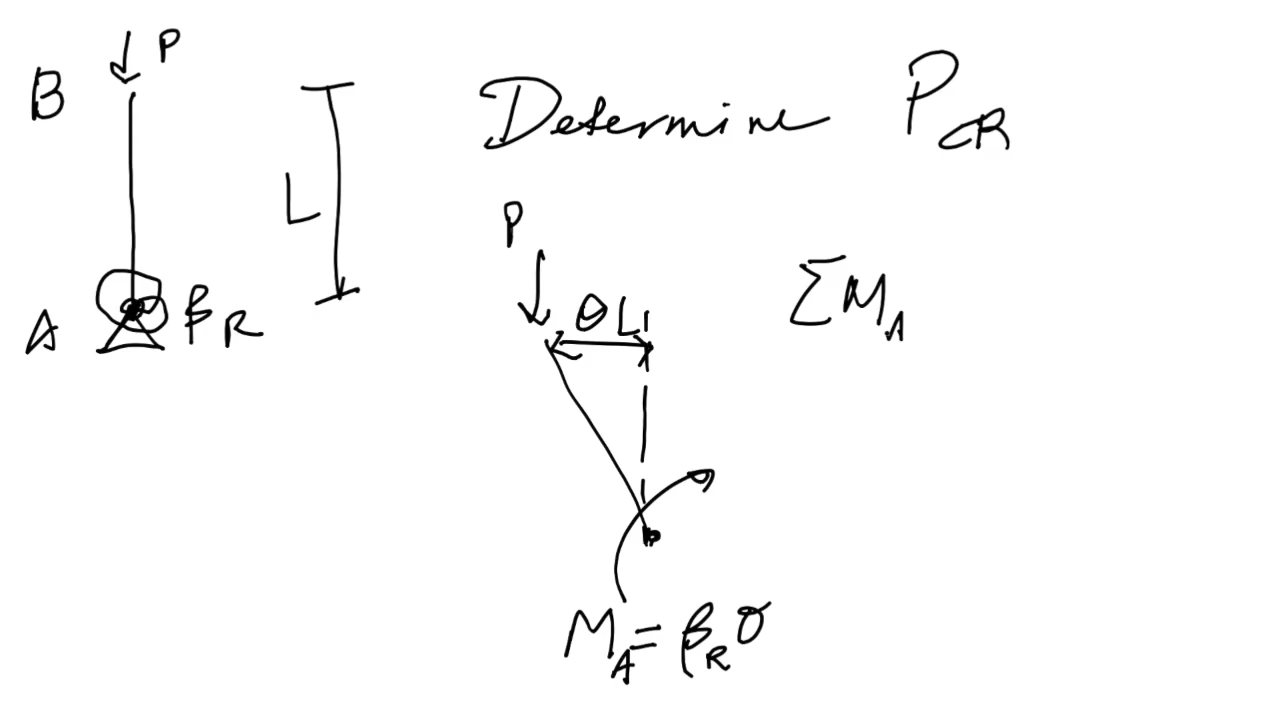 P
B
L
A
β_R
Determine P_CR
P
θL
ΣM_A
M_A = β_R θ